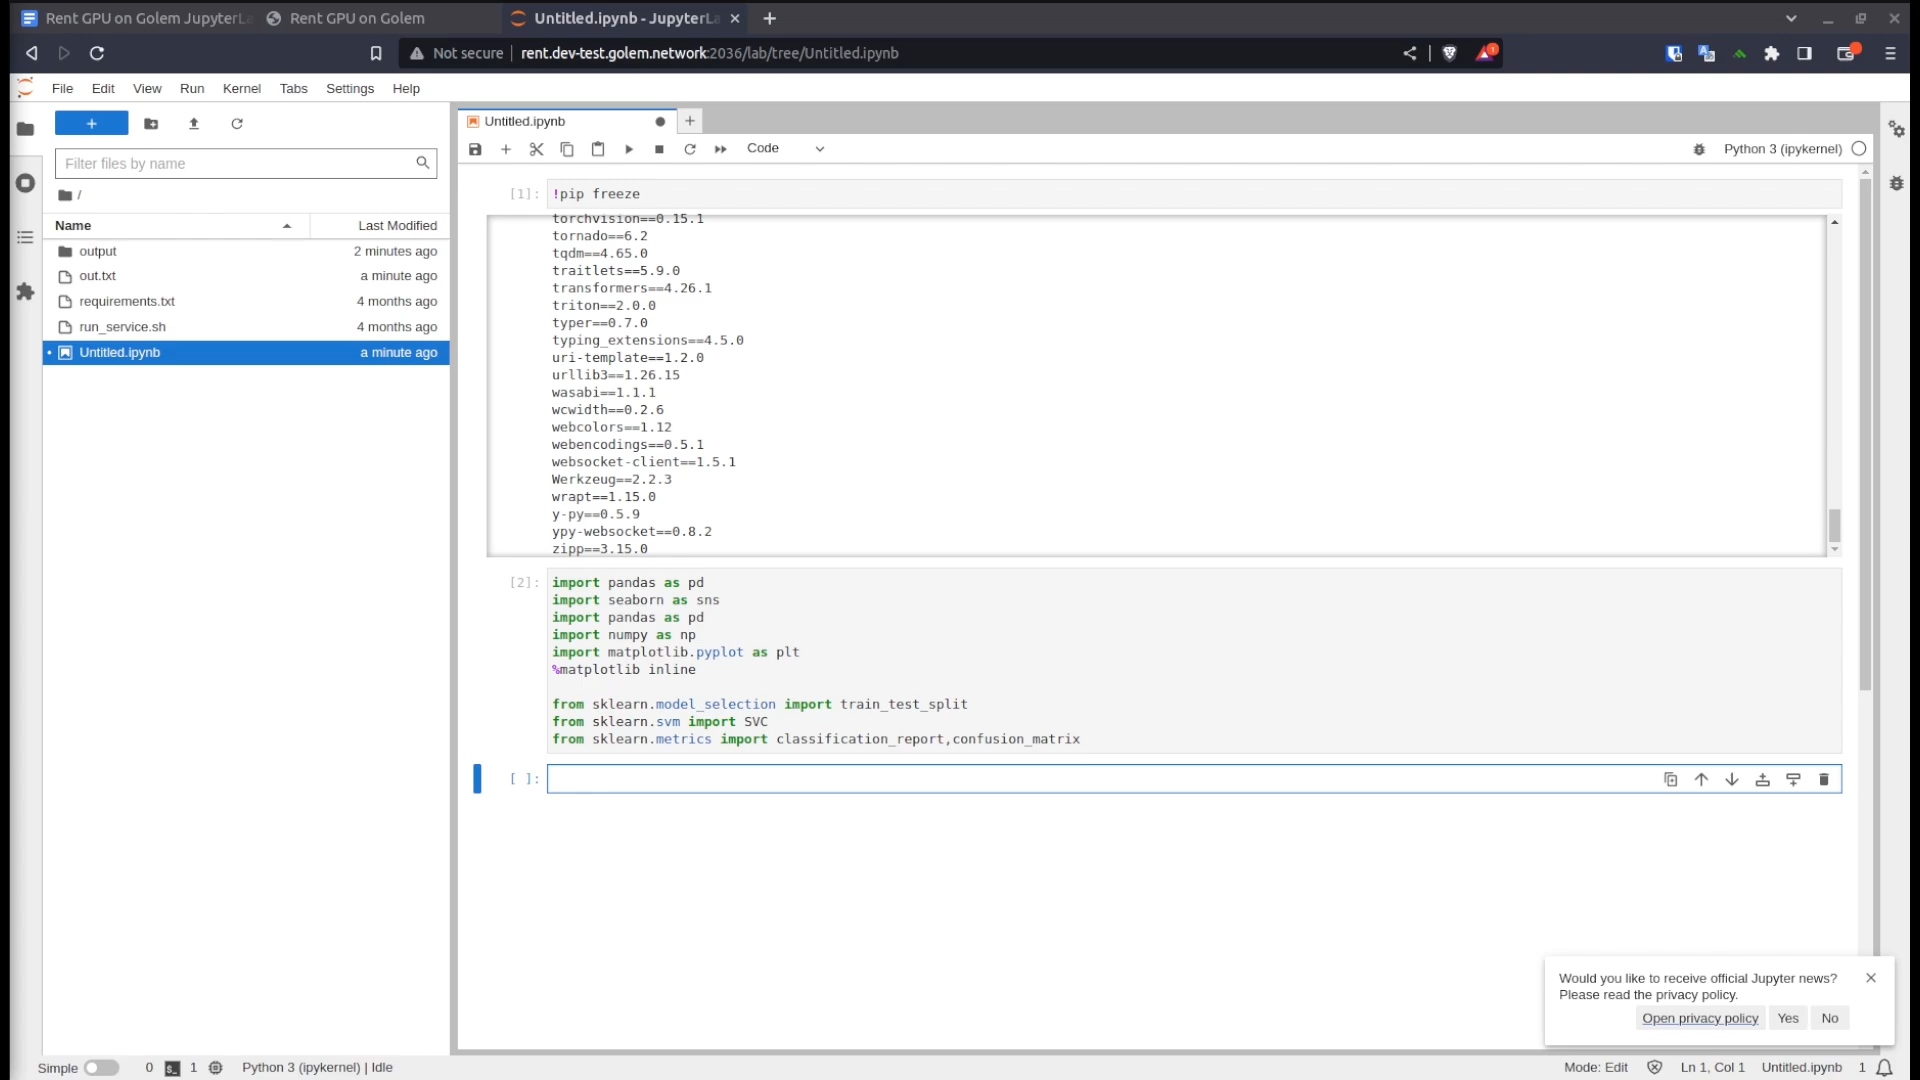 Rent GPU on Golem JupyterLa
Rent GPU on Golem
Untitled.ipynb - JupyterLa
Not secure
rent.dev-test.golem.network:2036/lab/tree/Untitled.ipynb
1
File Edit View Run Kernel Tabs Settings Help
Filter files by name
/
Name Last Modified
output 2 minutes ago
out.txt a minute ago
requirements.txt 4 months ago
run_service.sh 4 months ago
Untitled.ipynb a minute ago
Untitled.ipynb
Code
Python 3 (ipykernel)
[1]: !pip freeze
torchvision==0.15.1
tornado==6.2
tqdm==4.65.0
traitlets==5.9.0
transformers==4.26.1
triton==2.0.0
typer==0.7.0
typing_extensions==4.5.0
uri-template==1.2.0
urllib3==1.26.15
wasabi==1.1.1
wcwidth==0.2.6
webcolors==1.12
webencodings==0.5.1
websocket-client==1.5.1
Werkzeug==2.2.3
wrapt==1.15.0
y-py==0.5.9
ypy-websocket==0.8.2
zipp==3.15.0
[2]: import pandas as pd
import seaborn as sns
import pandas as pd
import numpy as np
import matplotlib.pyplot as plt
%matplotlib inline
from sklearn.model_selection import train_test_split
from sklearn.svm import SVC
from sklearn.metrics import classification_report,confusion_matrix
[ ]:
Would you like to receive official Jupyter news?
Please read the privacy policy.
Open privacy policy Yes No
Simple 0 1 Python 3 (ipykernel) | Idle
Mode: Edit Ln 1, Col 1 Untitled.ipynb 1